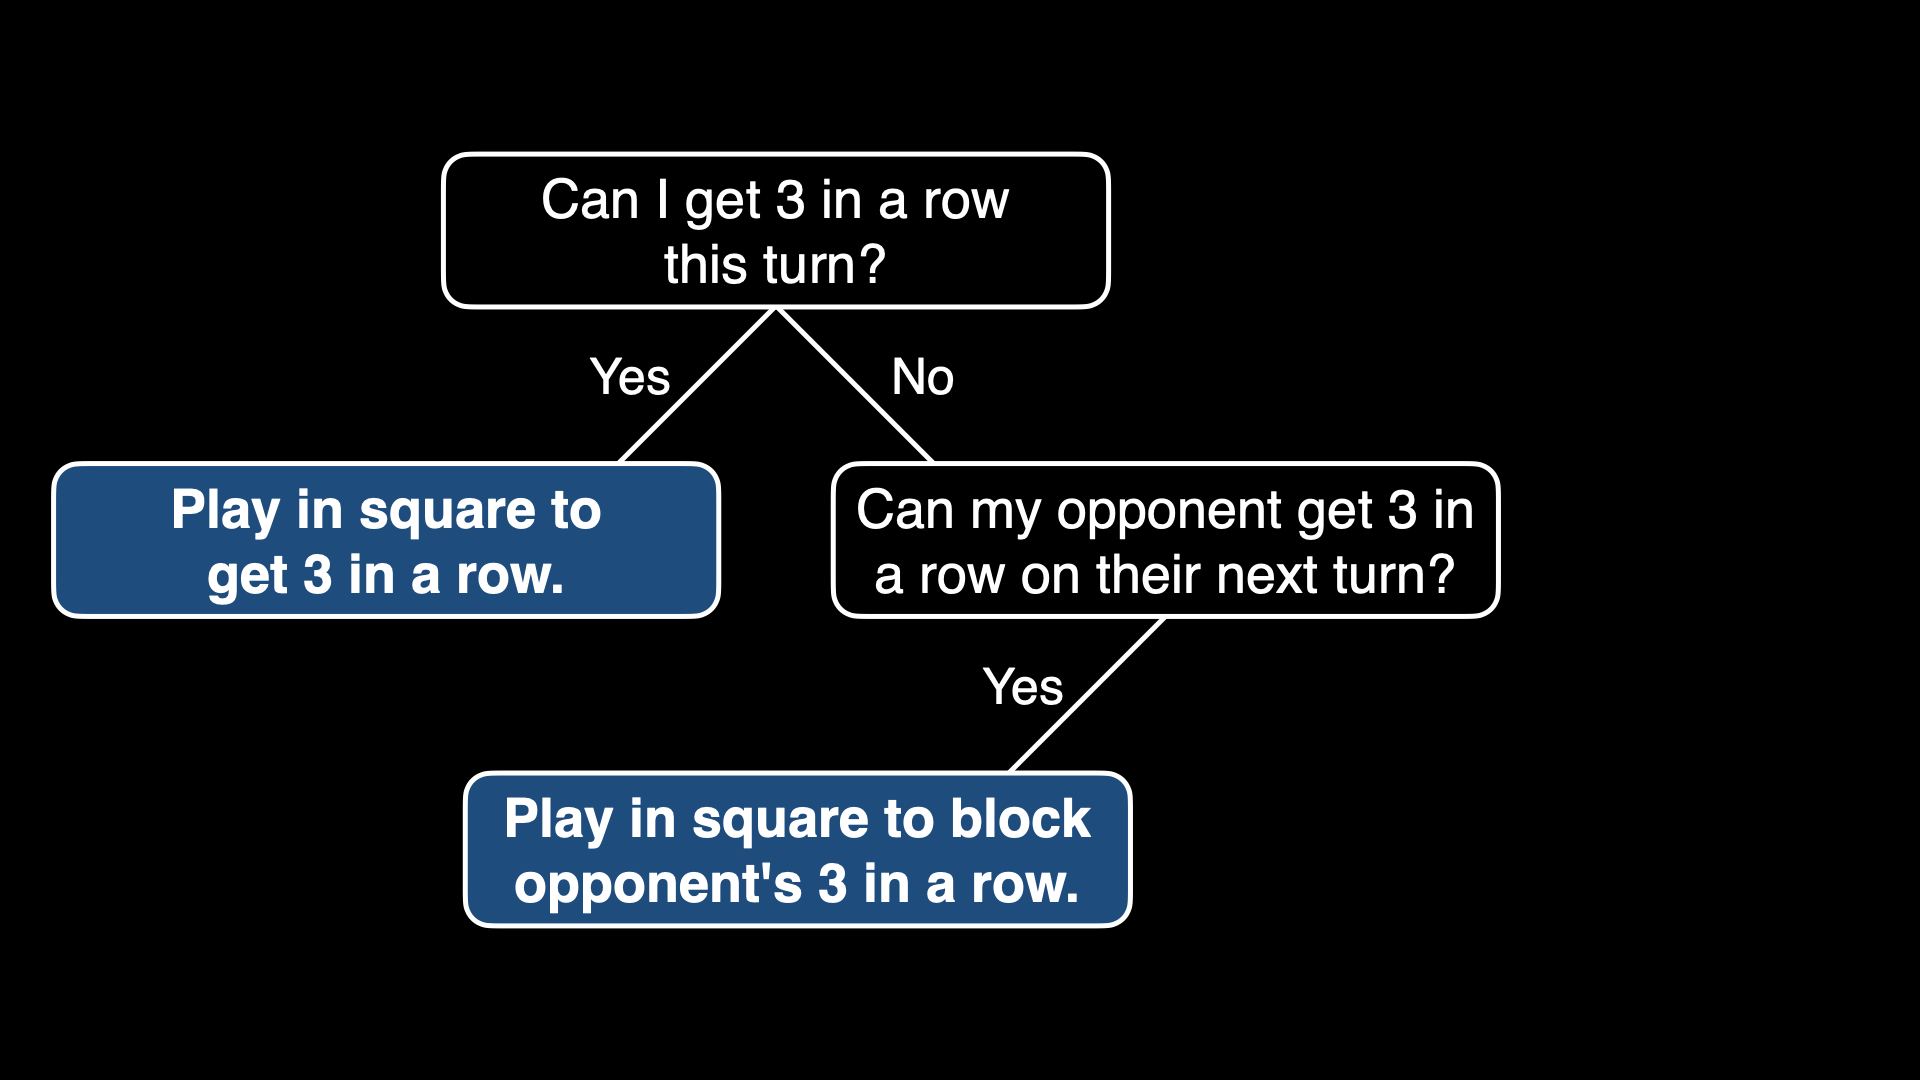 Can I get 3 in a row
this turn?
Yes
No
Play in square to
get 3 in a row.
Can my opponent get 3 in
a row on their next turn?
Yes
Play in square to block
opponent's 3 in a row.